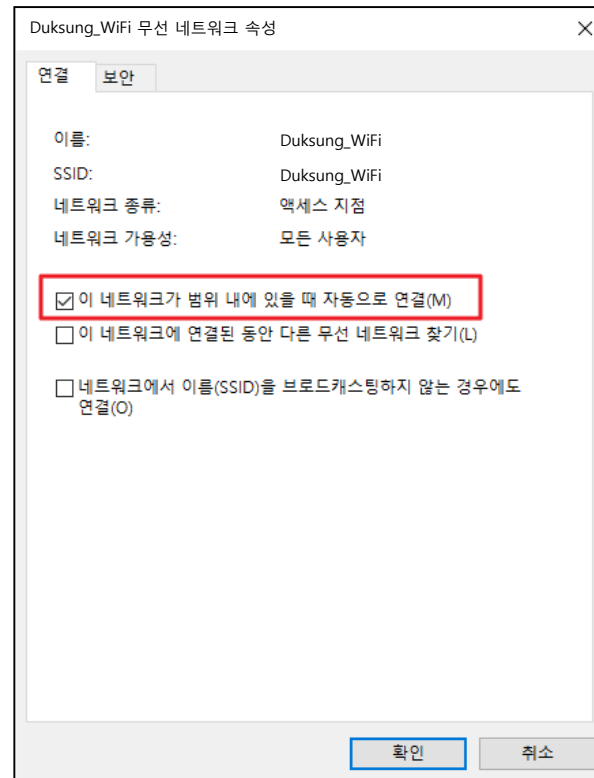 Duksung_WiFi 무선 네트워크 속성
연결 보안
이름: Duksung_WiFi
SSID: Duksung_WiFi
네트워크 종류: 액세스 지점
네트워크 가용성: 모든 사용자
이 네트워크가 범위 내에 있을 때 자동으로 연결(M)
이 네트워크에 연결된 동안 다른 무선 네트워크 찾기(L)
네트워크에서 이름(SSID)을 브로드캐스팅하지 않는 경우에도
연결(O)
확인 취소